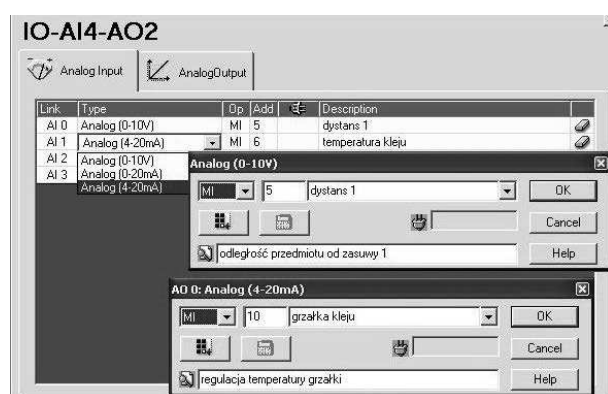 IO-AI4-AO2
Analog Input AnalogOutput
Link Type Op Add Description
AI 0 Analog (0-10V) MI 5 dystans 1
AI 1 Analog (4-20mA) MI 6 temperatura kleju
AI 2 Analog (0-10V)
AI 3 Analog (0-20mA)
Analog (4-20mA)
Analog (0-10V)
MI 5 dystans 1 OK
Cancel
odległość przedmiotu od zasuwy 1 Help
AO 0: Analog (4-20mA)
MI 10 grzałka kleju OK
Cancel
regulacja temperatury grzałki Help